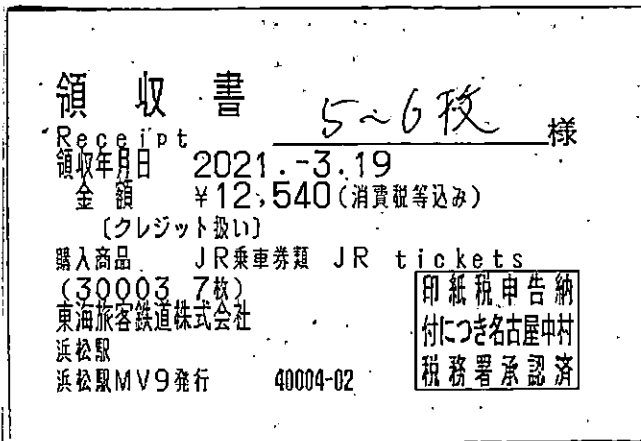 領収書
5~6枚 様
Receipt
領収年月日 2021.-3.19
金額 ¥12,540(消費税等込み)
〔クレジット扱い〕
購入商品 JR乗車券類 JR tickets
(30003 7枚)
東海旅客鉄道株式会社
浜松駅
浜松駅MV9発行 40004-02
印紙税申告納
付につき名古屋中村
税務署承認済